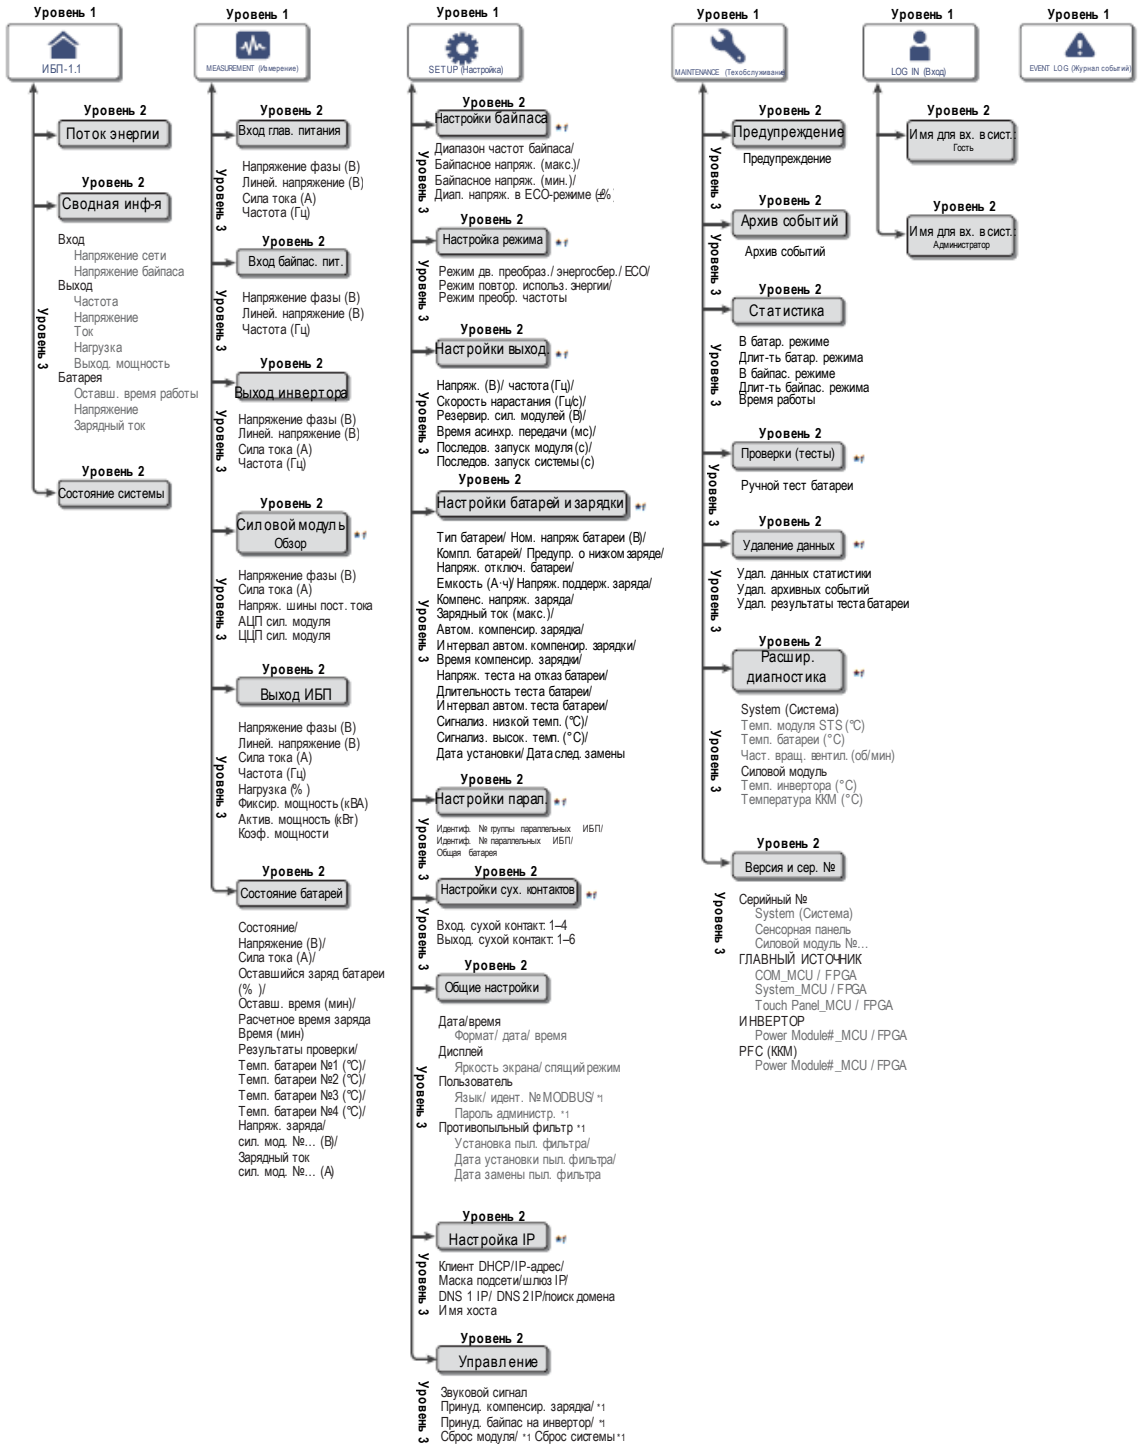 Уровень 1
ИБП-1.1
Уровень 2
Поток энергии
Уровень 2
Сводная инф-я
Уровень 3
Вход
Напряжение сети
Напряжение байпаса
Выход
Частота
Напряжение
Ток
Нагрузка
Выход. мощность
Батарея
Оставш. время работы
Напряжение
Зарядный ток
Уровень 2
Состояние системы
Уровень 1
MEASUREMENT (Измерение)
Уровень 2
Вход глав. питания
Уровень 3
Напряжение фазы (В)
Линей. напряжение (В)
Сила тока (А)
Частота (Гц)
Уровень 2
Вход байпас. пит.
Уровень 3
Напряжение фазы (В)
Линей. напряжение (В)
Частота (Гц)
Уровень 2
Выход инвертора
Уровень 3
Напряжение фазы (В)
Линей. напряжение (В)
Сила тока (А)
Частота (Гц)
Уровень 2
Силовой модуль
Обзор
*1
Уровень 3
Напряжение фазы (В)
Сила тока (А)
Напряж. шины пост. тока
АЦП сил. модуля
ЦЦП сил. модуля
Уровень 2
Выход ИБП
Уровень 3
Напряжение фазы (В)
Линей. напряжение (В)
Сила тока (А)
Частота (Гц)
Нагрузка (% )
Фиксир. мощность (кВА)
Актив. мощность (кВт)
Коэф. мощности
Уровень 2
Состояние батарей
Состояние/
Напряжение (В)/
Сила тока (А)/
Оставшийся заряд батареи
(% )/
Оставш. время (мин)/
Расчетное время заряда
Время (мин)
Результаты проверки/
Темп. батареи №1 (°C)/
Темп. батареи №2 (°C)/
Темп. батареи №3 (°C)/
Темп. батареи №4 (°C)/
Напряж. заряда/
сил. мод. №… (В)/
Зарядный ток
сил. мод. №… (А)
Уровень 1
SETUP (Настройка)
Уровень 2
Настройки байпаса
*1
Уровень 3
Диапазон частот байпаса/
Байпасное напряж. (макс.)/
Байпасное напряж. (мин.)/
Диап. напряж. в ECO-режиме (±%)
Уровень 2
Настройка режима
*1
Уровень 3
Режим дв. преобраз./ энергосбер./ ECO/
Режим повтор. использ. энергии/
Режим преобр. частоты
Уровень 2
Настройки выход.
*1
Уровень 3
Напряж. (В)/ частота (Гц)/
Скорость нарастания (Гц/с)/
Резервир. сил. модулей (В)/
Время асинхр. передачи (мс)/
Последов. запуск модуля (с)/
Последов. запуск системы (с)
Уровень 2
Настройки батарей и зарядки
*1
Уровень 3
Тип батареи/ Ном. напряж. батареи (В)/
Компл. батарей/ Предупр. о низком заряде/
Напряж. отключ. батареи/
Емкость (А·ч)/ Напряж. поддерж. заряда/
Компенс. напряж. заряда/
Зарядный ток (макс.)/
Автом. компенсир. зарядка/
Интервал автом. компенсир. зарядки/
Время компенсир. зарядки/
Напряж. теста на отказ батареи/
Длительность теста батареи/
Интервал автом. теста батареи/
Сигнализ. низкой темп. (°C)/
Сигнализ. высок. темп. (°C)/
Дата установки/ Дата след. замены
Уровень 2
Настройки парал.
*1
Уровень 3
Идентиф. № группы параллельных ИБП/
Идентиф. № параллельных ИБП/
Общая батарея
Уровень 2
Настройки сух. контактов
*1
Уровень 3
Вход. сухой контакт: 1–4
Выход. сухой контакт: 1–6
Уровень 2
Общие настройки
Уровень 3
Дата/время
Формат/ дата/ время
Дисплей
Яркость экрана/ спящий режим
Пользователь
Язык/ идент. № MODBUS/ *1
Пароль администр. *1
Противопыльный фильтр *1
Установка пыл. фильтра/
Дата установки пыл. фильтра/
Дата замены пыл. фильтра
Уровень 2
Настройка IP
*1
Уровень 3
Клиент DHCP/IP-адрес/
Маска подсети/шлюз IP/
DNS 1 IP/ DNS 2 IP/поиск домена
Имя хоста
Уровень 2
Управление
Уровень 3
Звуковой сигнал
Принуд. компенсир. зарядка/ *1
Принуд. байпас на инвертор/ *1
Сброс модуля/ *1 Сброс системы *1
Уровень 1
MAINTENANCE (Техобслуживание
Уровень 2
Предупреждение
Уровень 3
Предупреждение
Уровень 2
Архив событий
Уровень 3
Архив событий
Уровень 2
Статистика
Уровень 3
В батар. режиме
Длит-ть батар. режима
В байпас. режиме
Длит-ть байпас. режима
Время работы
Уровень 2
Проверки (тесты)
*1
Уровень 3
Ручной тест батареи
Уровень 2
Удаление данных
*1
Уровень 3
Удал. данных статистики
Удал. архивных событий
Удал. результаты теста батареи
Уровень 2
Расшир.
диагностика
*1
Уровень 3
System (Система)
Темп. модуля STS (°C)
Темп. батареи (°C)
Част. вращ. вентил. (об/мин)
Силовой модуль
Темп. инвертора (°C)
Температура ККМ (°C)
Уровень 2
Версия и сер. №
Уровень 3
Серийный №
System (Система)
Сенсорная панель
Силовой модуль №…
ГЛАВНЫЙ ИСТОЧНИК
COM_MCU / FPGA
System_MCU / FPGA
Touch Panel_MCU / FPGA
ИНВЕРТОР
Power Module#_MCU / FPGA
PFC (ККМ)
Power Module#_MCU / FPGA
Уровень 1
LOG IN (Вход)
Уровень 2
Имя для вх. в сист.:
Гость
Уровень 2
Имя для вх. в сист.:
Администратор
Уровень 1
EVENT LOG (Журнал событий)